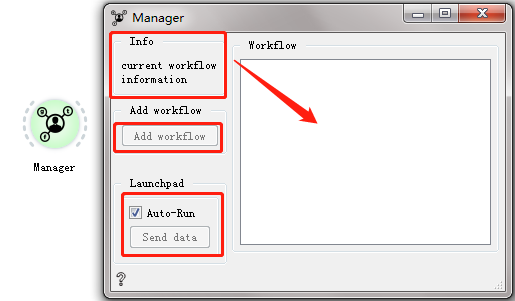 Manager
Info
current workflow
information
Add workflow
Add workflow
Launchpad
Auto-Run
Send data
?
Workflow
Manager